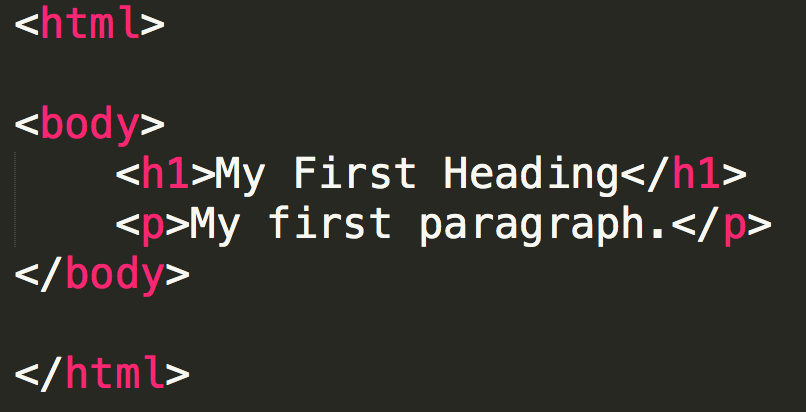 <html>
<body>
<h1>My First Heading</h1>
<p>My first paragraph.</p>
</body>
</html>